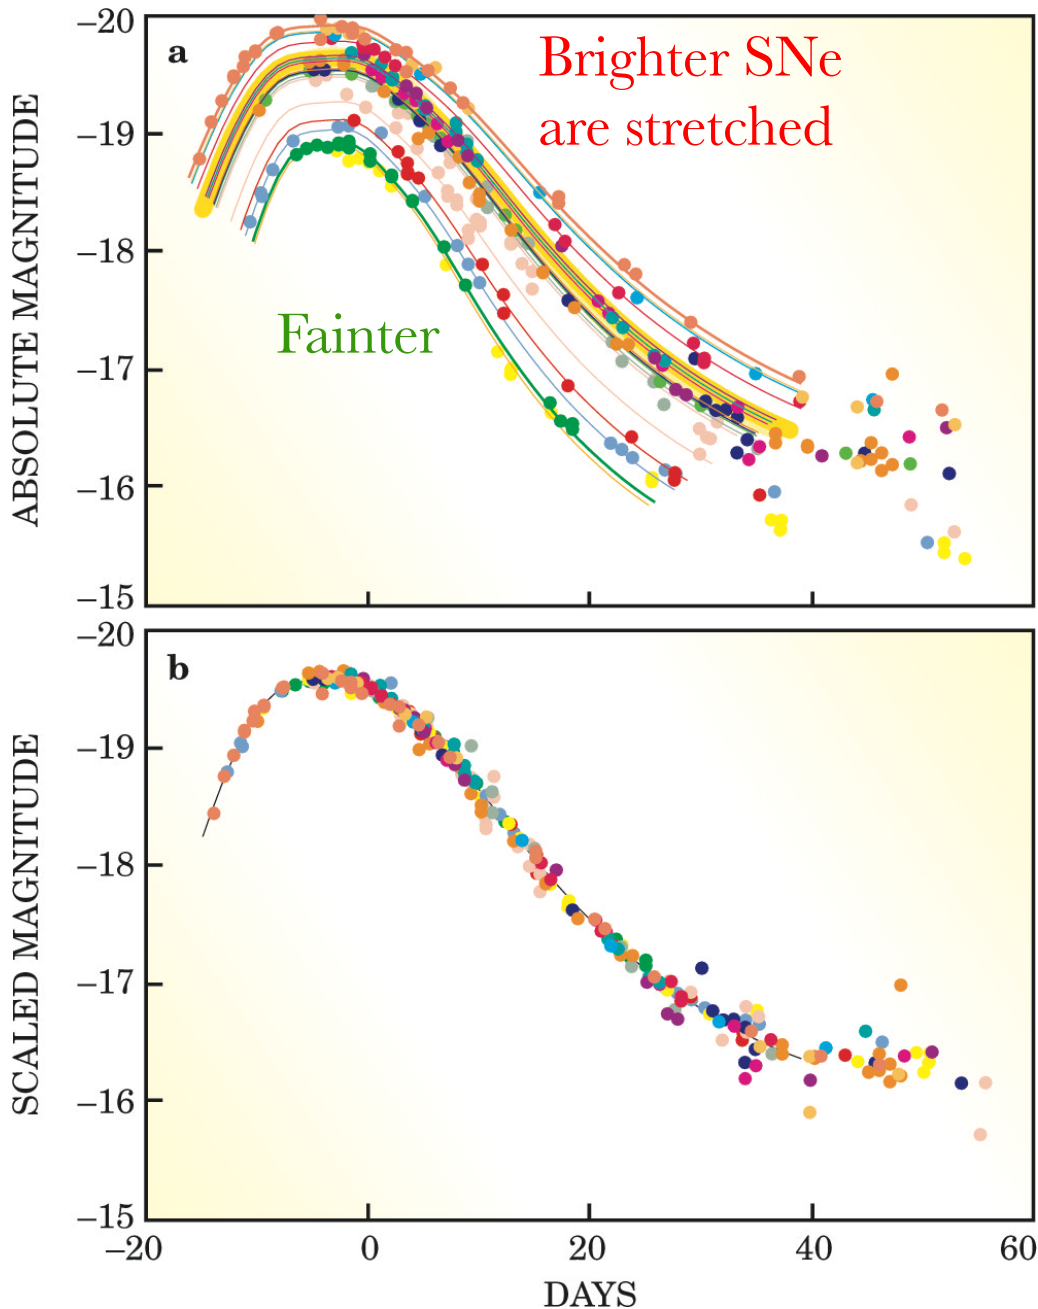 a
Brighter SNe
are stretched
Fainter
ABSOLUTE MAGNITUDE
–20
–19
–18
–17
–16
–15
b
SCALED MAGNITUDE
–20
–19
–18
–17
–16
–15
–20 0 20 40 60
DAYS